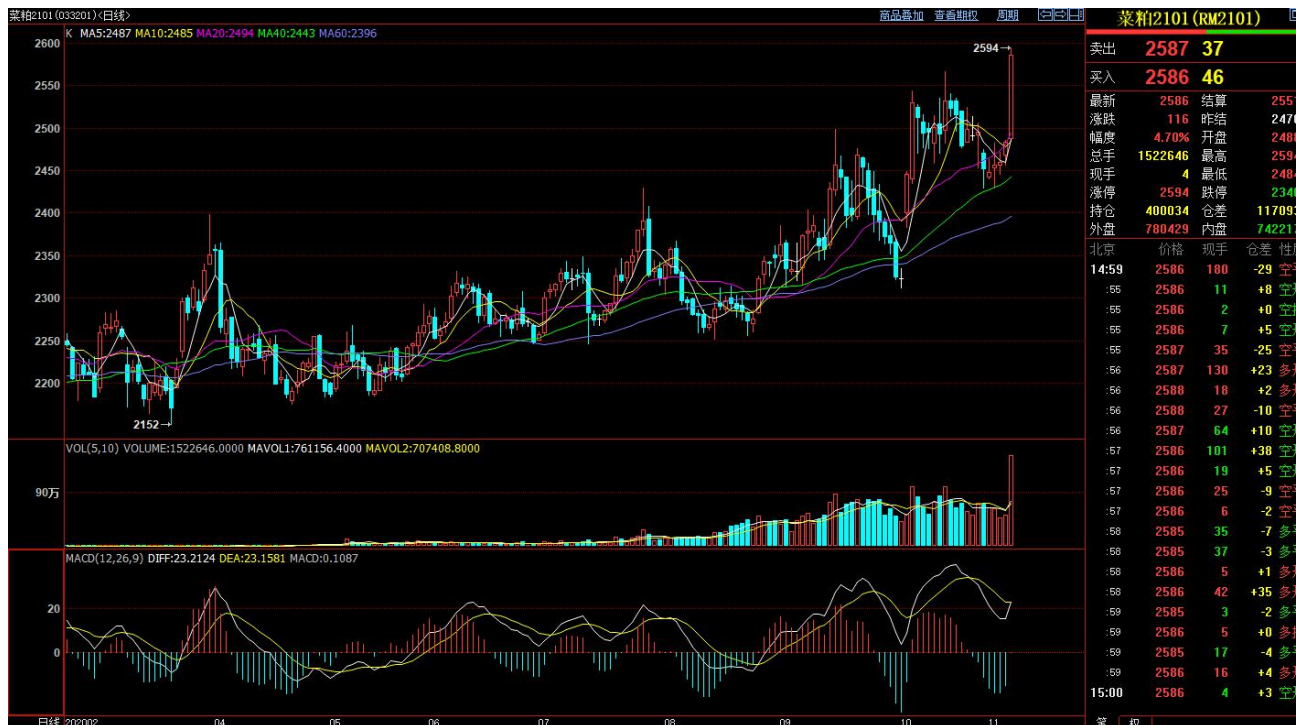 菜粕2101(033201)<日线>
商品叠加 查看期权 周期
K MA5:2487 MA10:2485 MA20:2494 MA40:2443 MA60:2396
2600
2594
2550
2500
2450
2400
2350
2300
2250
2200
2152
VOL(5,10) VOLUME:1522646.0000 MAVOL1:761156.4000 MAVOL2:707408.8000
90万
MACD(12,26,9) DIFF:23.2124 DEA:23.1581 MACD:0.1087
20
0
日线 202002 04 05 06 07 08 09 10 11
菜粕2101(RM2101)
卖出 2587 37
买入 2586 46
最新 2586 结算
涨跌 116 昨结
幅度 4.70% 开盘
总手 1522646 最高
现手 4 最低
涨停 2594 跌停
持仓 400034 仓差
外盘 780429 内盘
北京 价格 现手 仓差
14:59 2586 180 -29
:55 2586 11 +8
:55 2586 2 +0
:55 2586 7 +5
:55 2587 35 -25
:56 2587 130 +23
:56 2588 18 +2
:56 2588 27 -10
:56 2587 64 +10
:57 2586 101 +38
:57 2586 19 +5
:57 2586 25 -9
:57 2586 6 -2
:58 2585 35 -7
:58 2585 37 -3
:58 2586 5 +1
:58 2586 42 +35
:59 2585 3 -2
:59 2586 5 +0
:59 2585 17 -4
:59 2586 16 +4
15:00 2586 4 +3